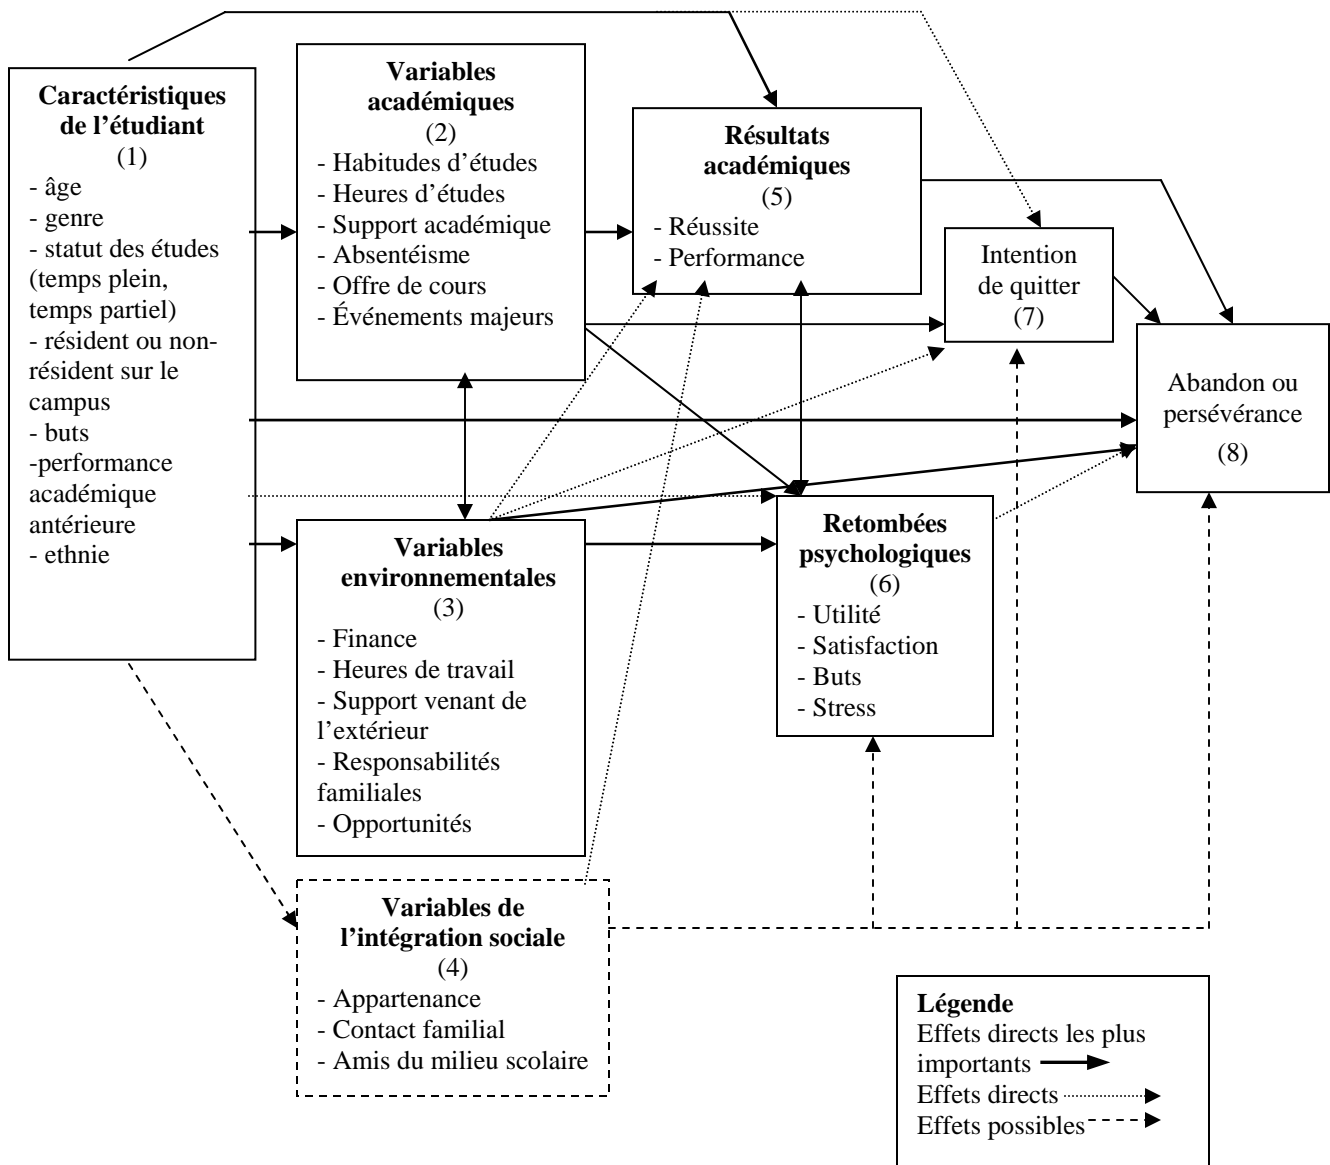 Caractéristiques
de l’étudiant
(1)
- âge
- genre
- statut des études
(temps plein,
temps partiel)
- résident ou non-
résident sur le
campus
- buts
-performance
académique
antérieure
- ethnie
Variables
académiques
(2)
- Habitudes d’études
- Heures d’études
- Support académique
- Absentéisme
- Offre de cours
- Événements majeurs
Variables
environnementales
(3)
- Finance
- Heures de travail
- Support venant de
l’extérieur
- Responsabilités
familiales
- Opportunités
Variables de
l’intégration sociale
(4)
- Appartenance
- Contact familial
- Amis du milieu scolaire
Résultats
académiques
(5)
- Réussite
- Performance
Retombées
psychologiques
(6)
- Utilité
- Satisfaction
- Buts
- Stress
Intention
de quitter
(7)
Abandon ou
persévérance
(8)
Légende
Effets directs les plus
importants
Effets directs
Effets possibles